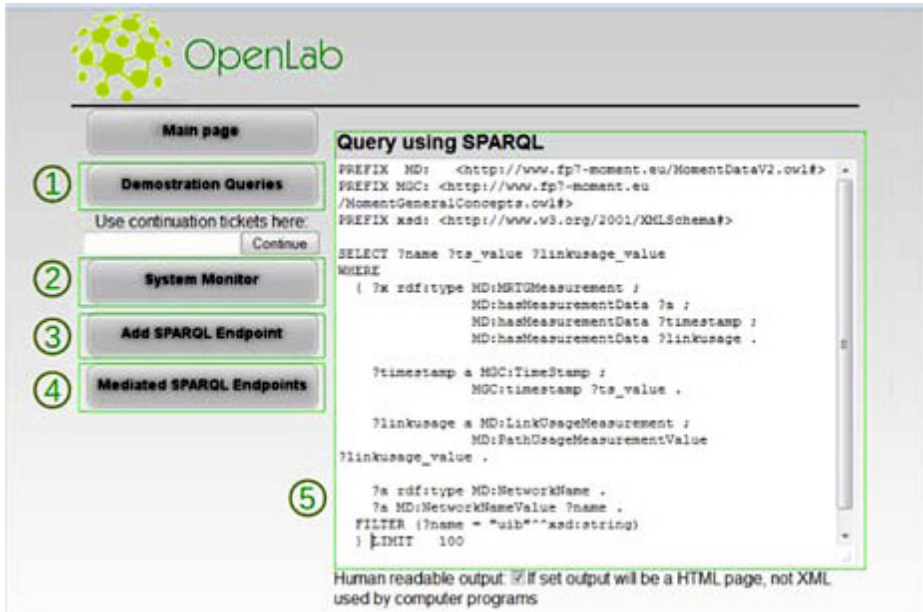 OpenLab
Main page
① Demostration Queries
Use continuation tickets here:
Continue
② System Monitor
③ Add SPARQL Endpoint
④ Mediated SPARQL Endpoints
Query using SPARQL
PREFIX MD: <http://www.fp7-moment.eu/MomentDataV2.owl#>
PREFIX MGC: <http://www.fp7-moment.eu
/MomentGeneralConcepts.owl#>
PREFIX xsd: <http://www.w3.org/2001/XMLSchema#>
SELECT ?name ?ts_value ?linkusage_value
WHERE
{ ?x rdf:type MD:MRTGMeasurement ;
MD:hasMeasurementData ?a ;
MD:hasMeasurementData ?timestamp ;
MD:hasMeasurementData ?linkusage .
?timestamp a MGC:TimeStamp ;
MGC:timestamp ?ts_value .
?linkusage a MD:LinkUsageMeasurement ;
MD:PathUsageMeasurementValue
?linkusage_value .
⑤
?a rdf:type MD:NetworkName .
?a MD:NetworkNameValue ?name .
FILTER (?name = "uib"^^xsd:string)
} LIMIT 100
Human readable output: If set output will be a HTML page, not XML
used by computer programs